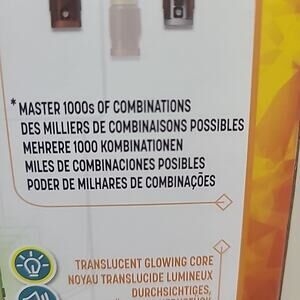 * MASTER 1000s OF COMBINATIONS
DES MILLIERS DE COMBINAISONS POSSIBLES
MEHRERE 1000 KOMBINATIONEN
MILES DE COMBINACIONES POSIBLES
PODER DE MILHARES DE COMBINAÇÕES
TRANSLUCENT GLOWING CORE
NOYAU TRANSLUCIDE LUMINEUX
DURCHSICHTIGES,